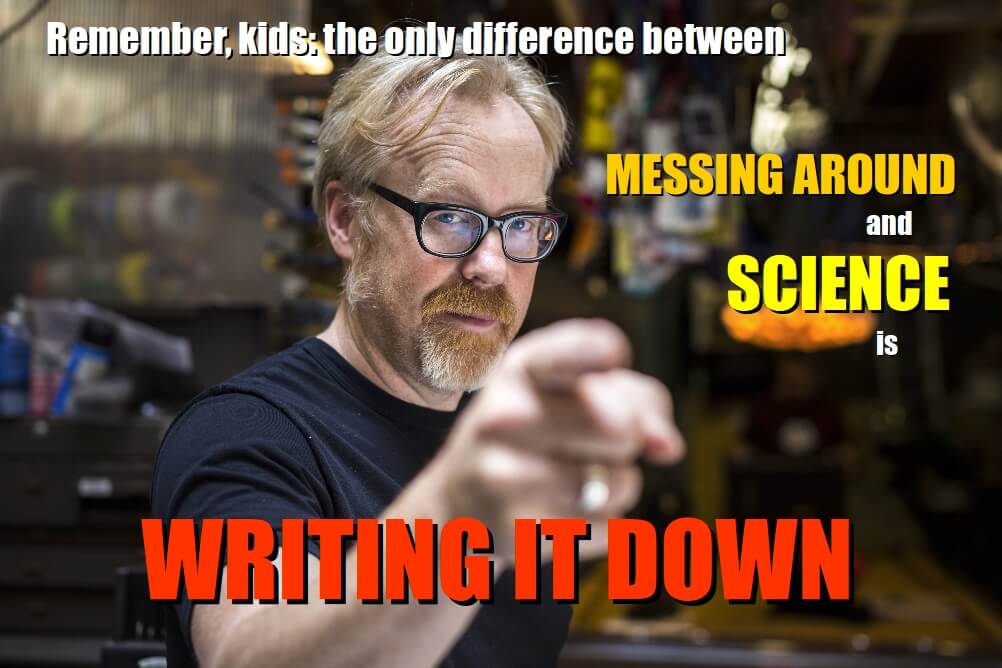 Remember, kids; the only difference between
MESSING AROUND
and
SCIENCE
is
WRITING IT DOWN